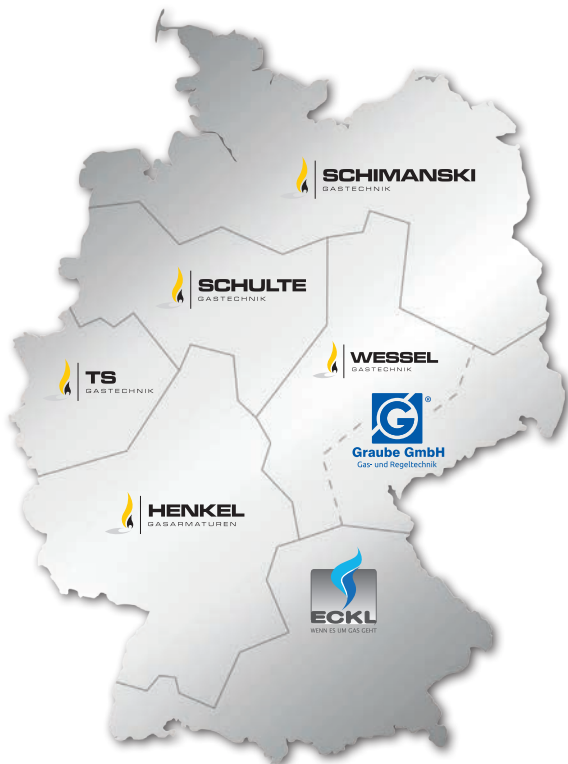 SCHIMANSKI
GASTECHNIK
SCHULTE
GASTECHNIK
WESSEL
GASTECHNIK
TS
GASTECHNIK
G®
Graube GmbH
Gas- und Regeltechnik
HENKEL
GASARMATUREN
ECKL
WENN ES UM GAS GEHT